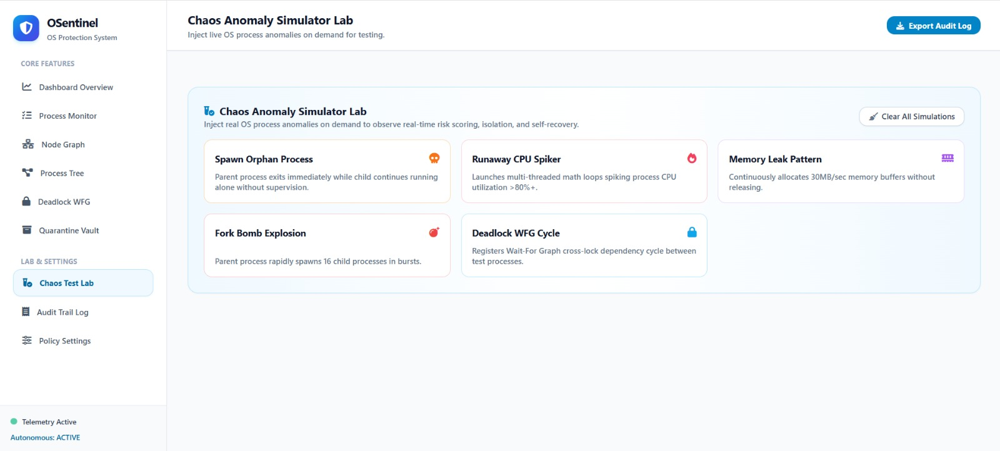 OSentinel
OS Protection System
CORE FEATURES
Dashboard Overview
Process Monitor
Node Graph
Process Tree
Deadlock WFG
Quarantine Vault
LAB & SETTINGS
Chaos Test Lab
Audit Trail Log
Policy Settings
Telemetry Active
Autonomous: ACTIVE
Chaos Anomaly Simulator Lab
Inject live OS process anomalies on demand for testing.
Export Audit Log
Chaos Anomaly Simulator Lab
Inject real OS process anomalies on demand to observe real-time risk scoring, isolation, and self-recovery.
Clear All Simulations
Spawn Orphan Process
Parent process exits immediately while child continues running
alone without supervision.
Runaway CPU Spiker
Launches multi-threaded math loops spiking process CPU
utilization >80%+.
Memory Leak Pattern
Continuously allocates 30MB/sec memory buffers without
releasing.
Fork Bomb Explosion
Parent process rapidly spawns 16 child processes in bursts.
Deadlock WFG Cycle
Registers Wait-For Graph cross-lock dependency cycle between
test processes.